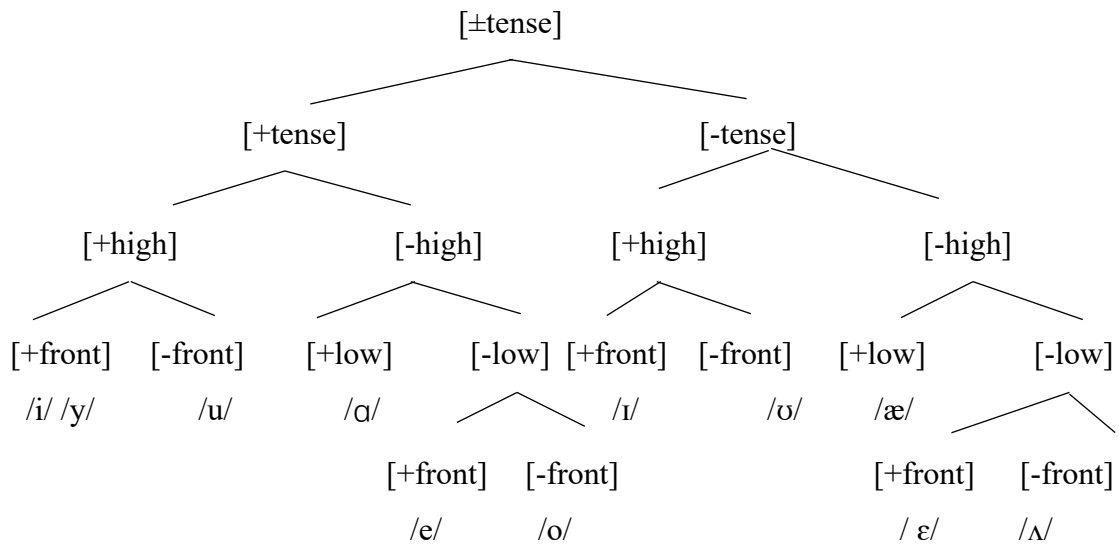 [±tense]
[+tense] [-tense]
[+high] [-high] [+high] [-high]
[+front] [-front] [+low] [-low] [+front] [-front] [+low] [-low]
/i/ /y/ /u/ /ɑ/ /ɪ/ /ʊ/ /æ/
[+front] [-front] [+front] [-front]
/e/ /o/ / ɛ/ /ʌ/